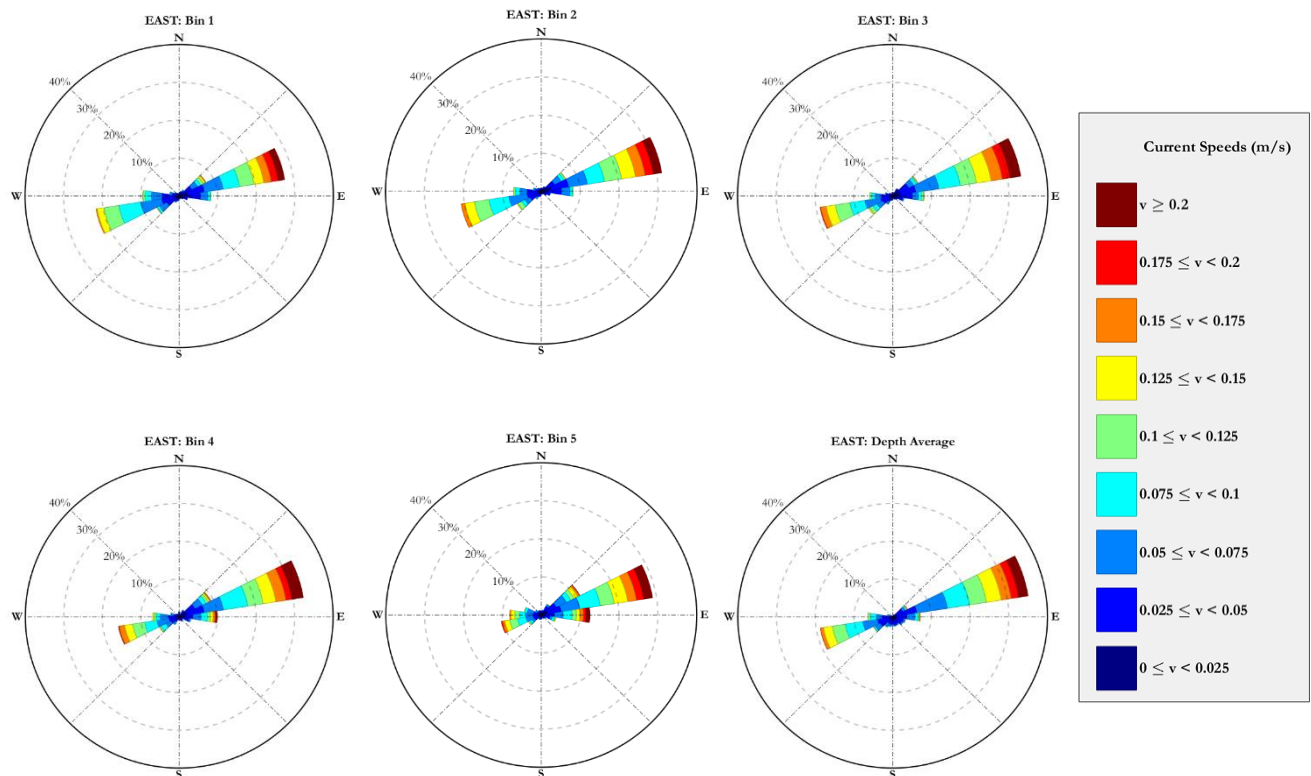 EAST: Bin 1
N
40%
30%
20%
10%
W
E
S
EAST: Bin 2
N
40%
30%
20%
10%
W
E
S
EAST: Bin 3
N
40%
30%
20%
10%
W
E
S
EAST: Bin 4
N
40%
30%
20%
10%
W
E
S
EAST: Bin 5
N
40%
30%
20%
10%
W
E
S
EAST: Depth Average
N
40%
30%
20%
10%
W
E
S
Current Speeds (m/s)
v ≥ 0.2
0.175 ≤ v < 0.2
0.15 ≤ v < 0.175
0.125 ≤ v < 0.15
0.1 ≤ v < 0.125
0.075 ≤ v < 0.1
0.05 ≤ v < 0.075
0.025 ≤ v < 0.05
0 ≤ v < 0.025